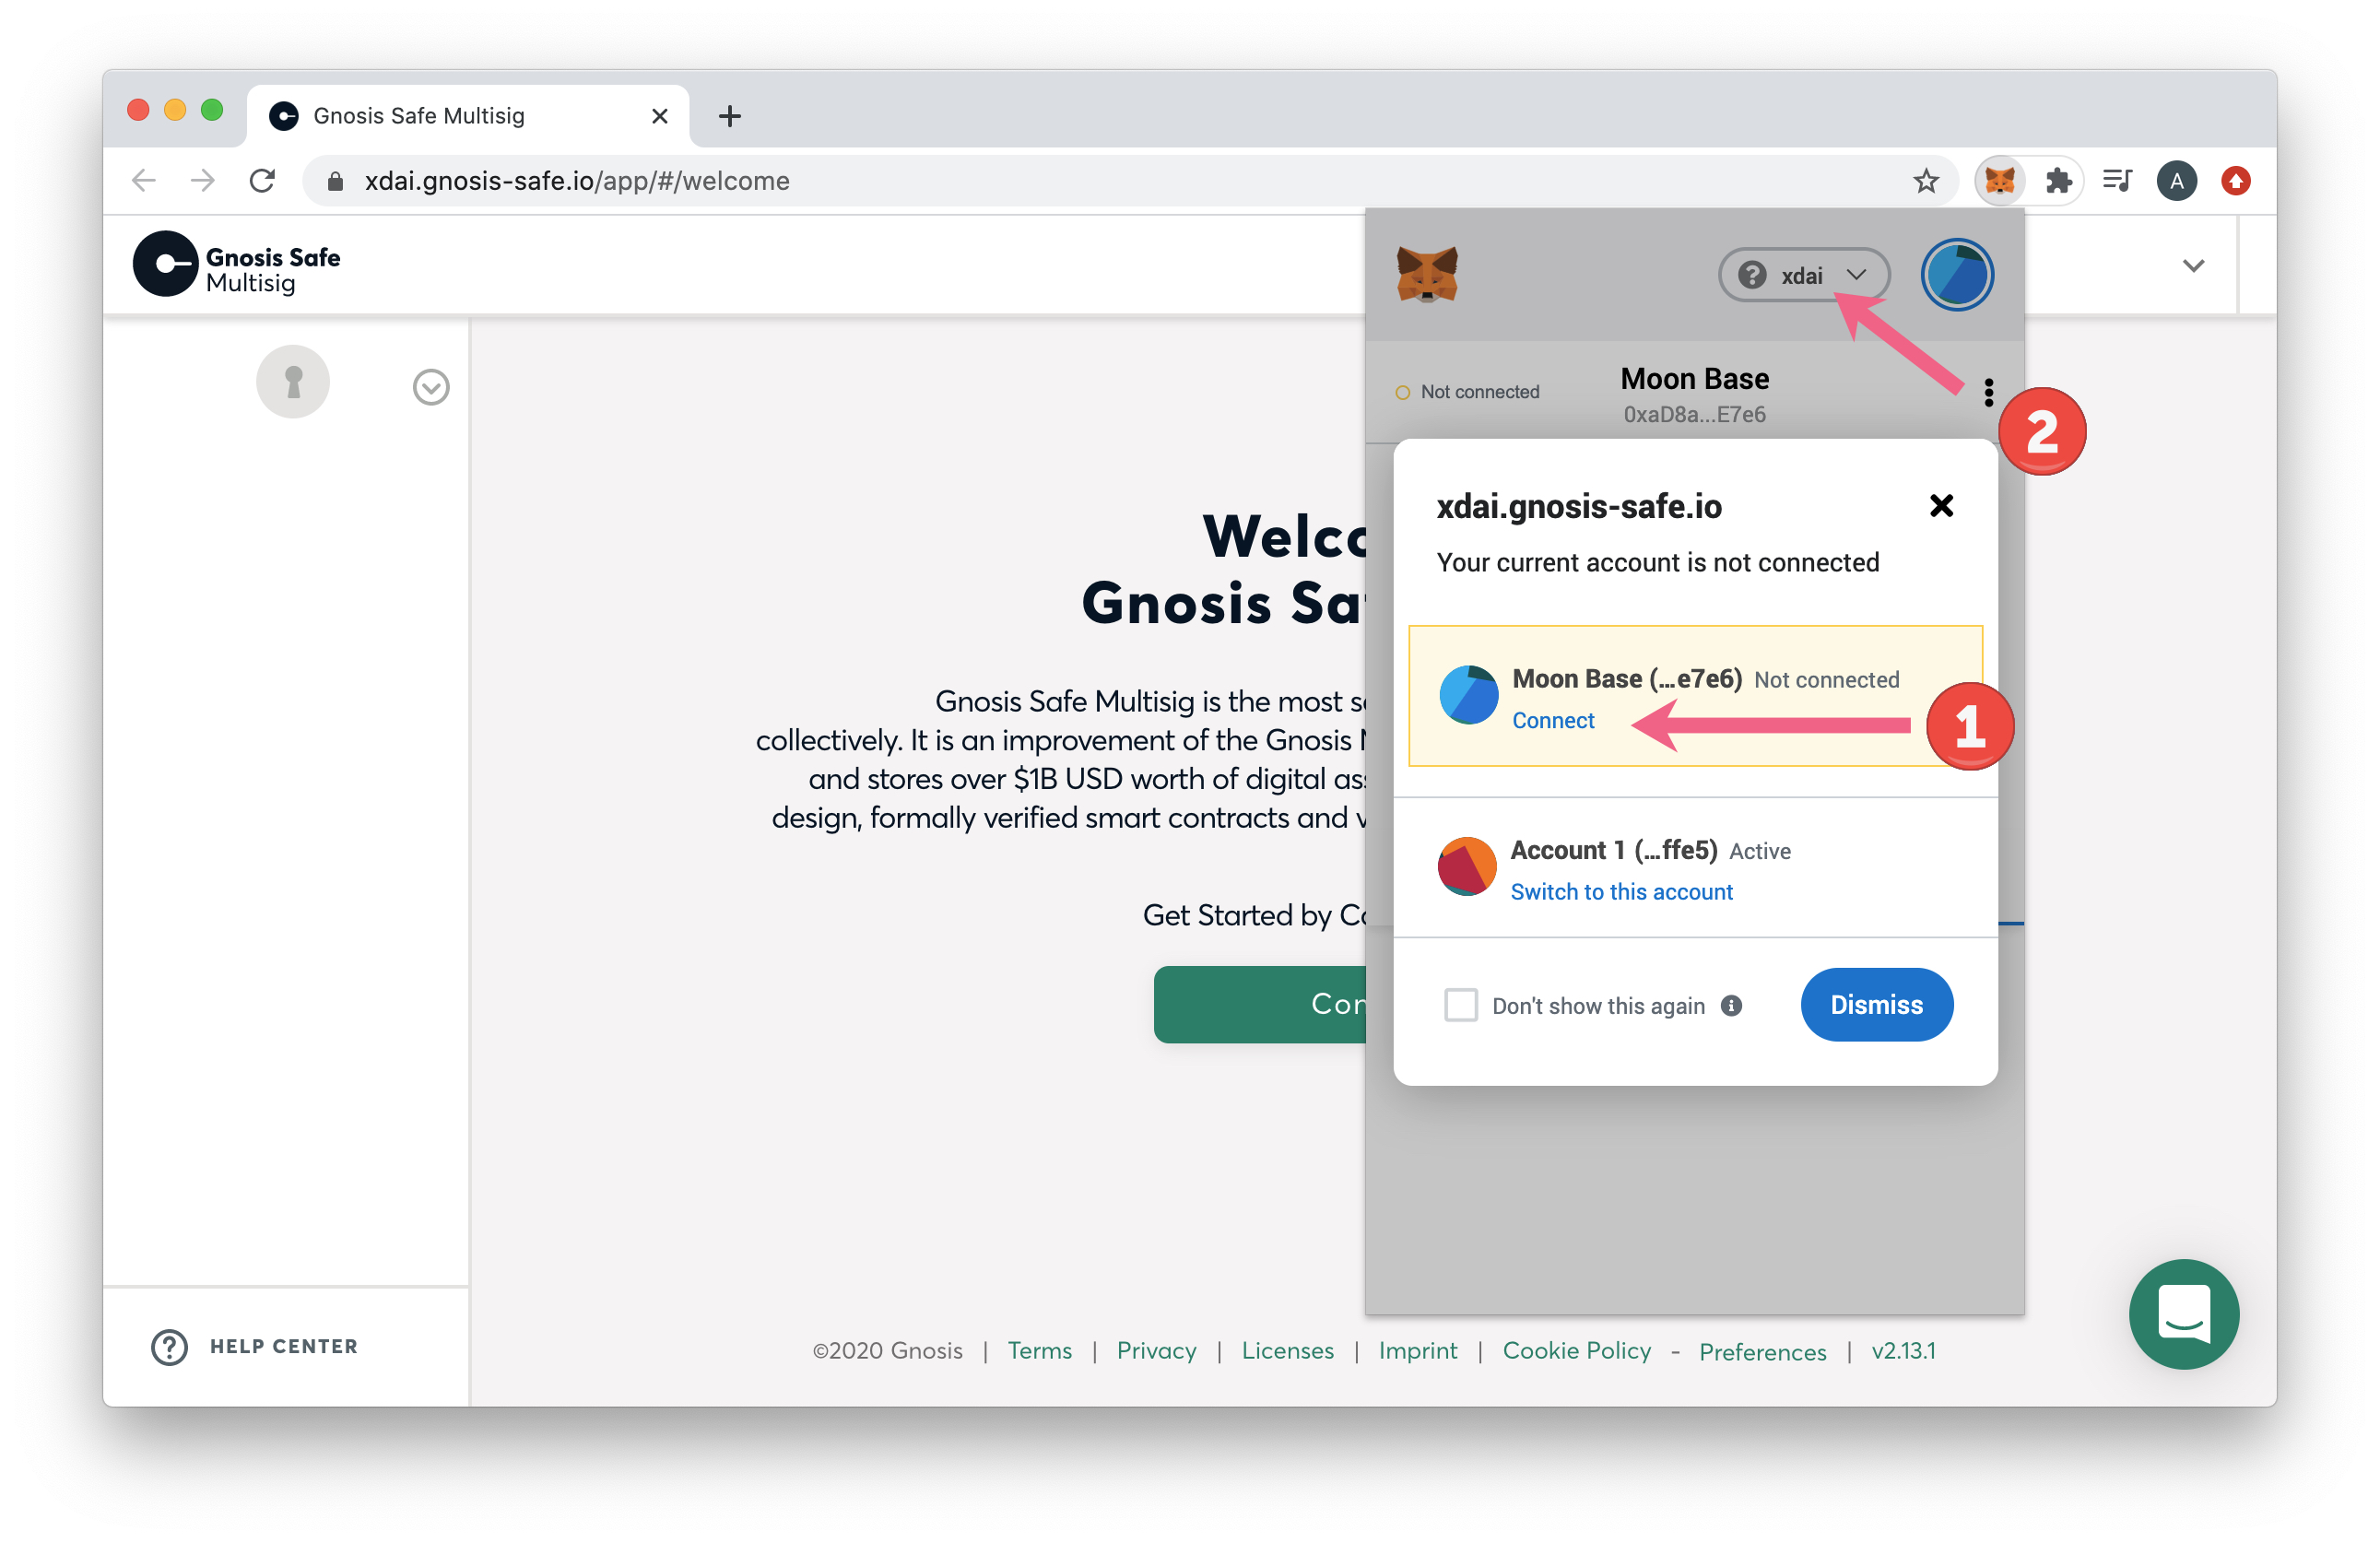 Gnosis Safe Multisig
xdai.gnosis-safe.io/app/#/welcome
A
Gnosis Safe
Multisig
xdai
Not connected
Moon Base
0xaD8a...E7e6
2
xdai.gnosis-safe.io
Your current account is not connected
Moon Base (...e7e6) Not connected
Connect
1
Account 1 (...ffe5) Active
Switch to this account
Don't show this again
Dismiss
Gnosis Safe Multisig is the most
collectively. It is an improvement of the Gnosis
and stores over $1B USD worth of digital
design, formally verified smart contracts and
Get Started by
HELP CENTER
©2020 Gnosis | Terms | Privacy | Licenses | Imprint | Cookie Policy - Preferences | v2.13.1